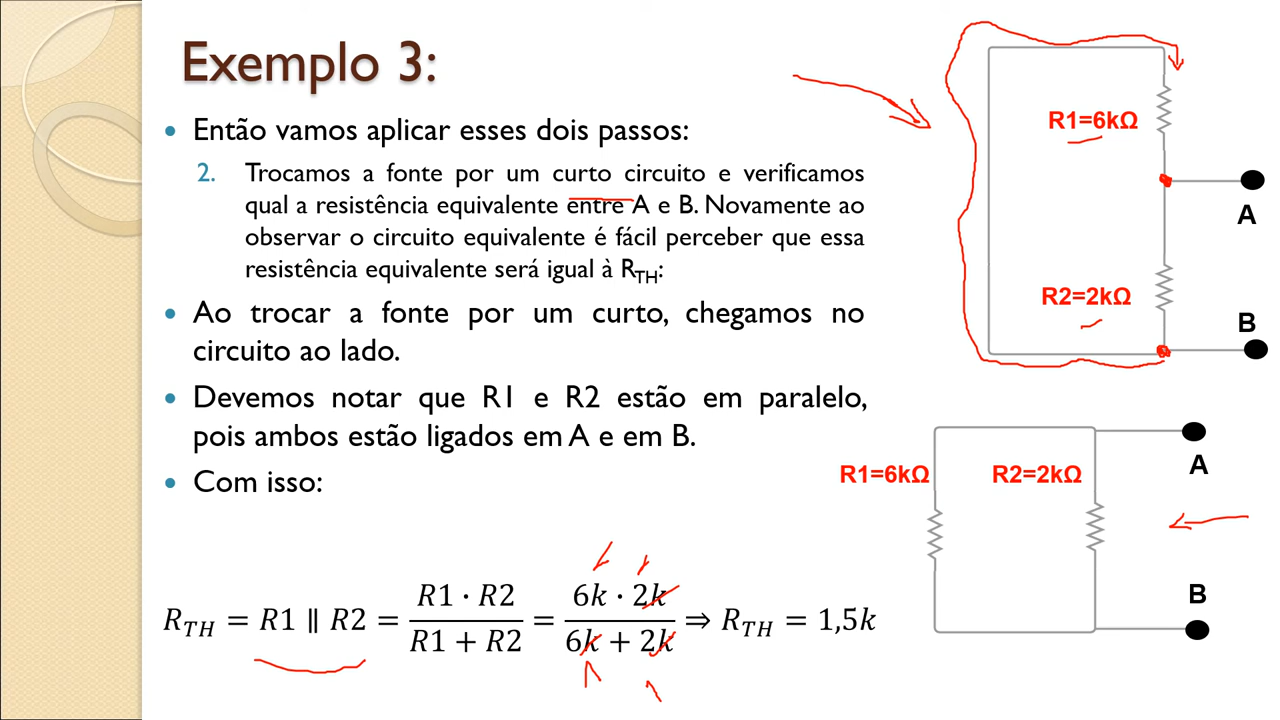 Exemplo 3:
• Então vamos aplicar esses dois passos:
2. Trocamos a fonte por um curto circuito e verificamos
qual a resistência equivalente entre A e B. Novamente ao
observar o circuito equivalente é fácil perceber que essa
resistência equivalente será igual à R_TH:
• Ao trocar a fonte por um curto, chegamos no
circuito ao lado.
• Devemos notar que R1 e R2 estão em paralelo,
pois ambos estão ligados em A e em B.
• Com isso:
R_TH = R1 ∥ R2 = (R1 · R2)/(R1 + R2) = (6k · 2k)/(6k + 2k) ⇒ R_TH = 1,5k
R1=6kΩ
A
R2=2kΩ
B
R1=6kΩ
R2=2kΩ
A
B